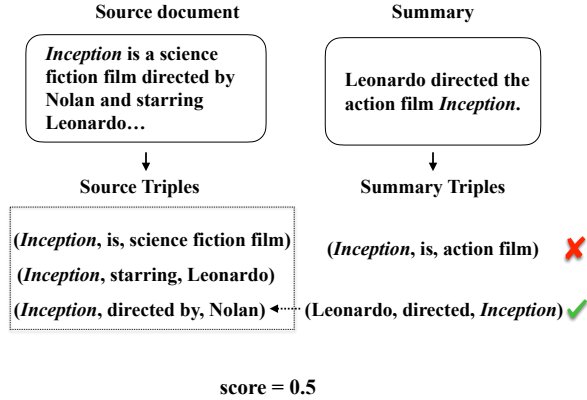 Source document
Summary
Inception is a science
fiction film directed by
Nolan and starring
Leonardo…
Leonardo directed the
action film Inception.
Source Triples
Summary Triples
(Inception, is, science fiction film)
(Inception, starring, Leonardo)
(Inception, directed by, Nolan)
(Inception, is, action film)
(Leonardo, directed, Inception)
score = 0.5